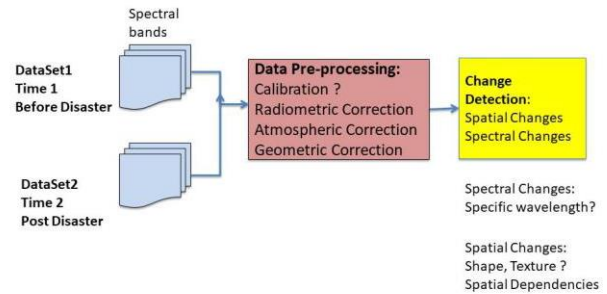 Spectral
bands
DataSet1
Time 1
Before Disaster
DataSet2
Time 2
Post Disaster
Data Pre-processing:
Calibration ?
Radiometric Correction
Atmospheric Correction
Geometric Correction
Change
Detection:
Spatial Changes
Spectral Changes
Spectral Changes:
Specific wavelength?
Spatial Changes:
Shape, Texture ?
Spatial Dependencies